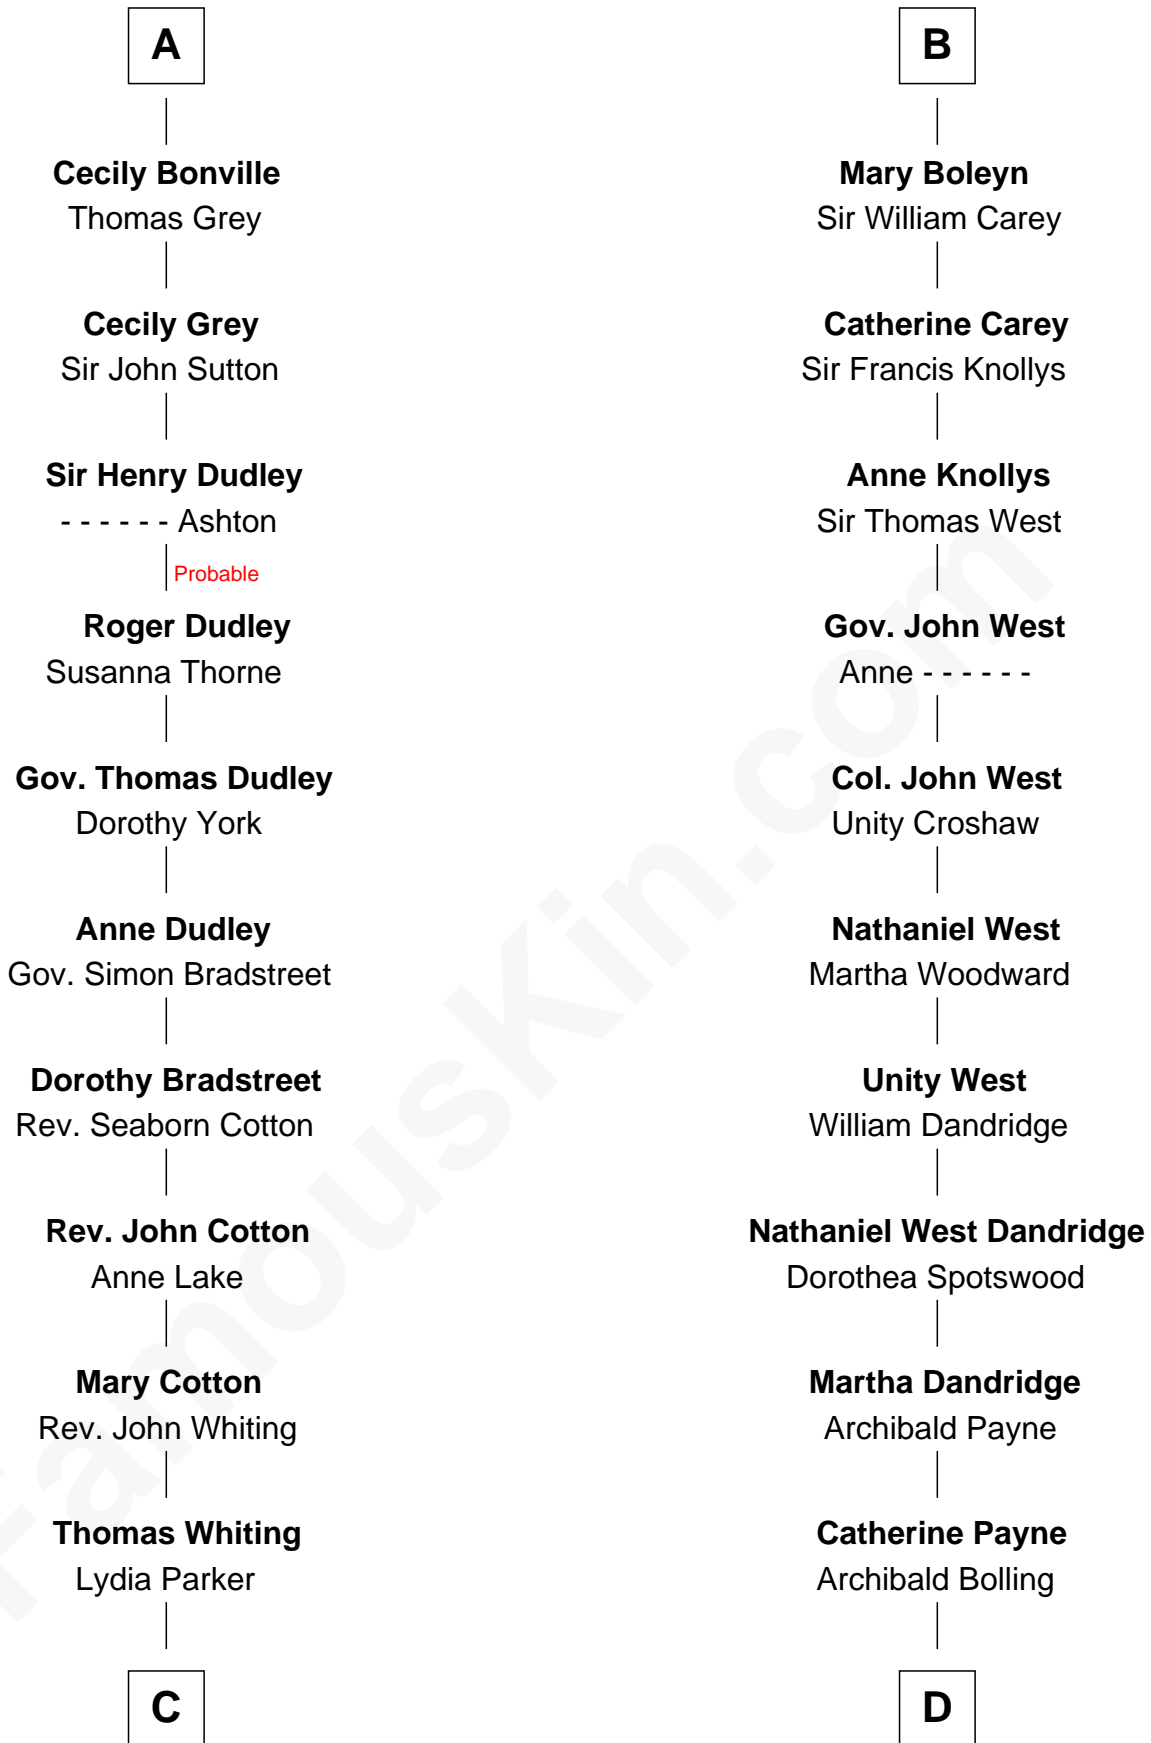 A
Cecily Bonville
Thomas Grey
Cecily Grey
Sir John Sutton
Sir Henry Dudley
- - - - - - Ashton
Probable
Roger Dudley
Susanna Thorne
Gov. Thomas Dudley
Dorothy York
Anne Dudley
Gov. Simon Bradstreet
Dorothy Bradstreet
Rev. Seaborn Cotton
Rev. John Cotton
Anne Lake
Mary Cotton
Rev. John Whiting
Thomas Whiting
Lydia Parker
C
B
Mary Boleyn
Sir William Carey
Catherine Carey
Sir Francis Knollys
Anne Knollys
Sir Thomas West
Gov. John West
Anne - - - - - -
Col. John West
Unity Croshaw
Nathaniel West
Martha Woodward
Unity West
William Dandridge
Nathaniel West Dandridge
Dorothea Spotswood
Martha Dandridge
Archibald Payne
Catherine Payne
Archibald Bolling
D
FamousKin.com